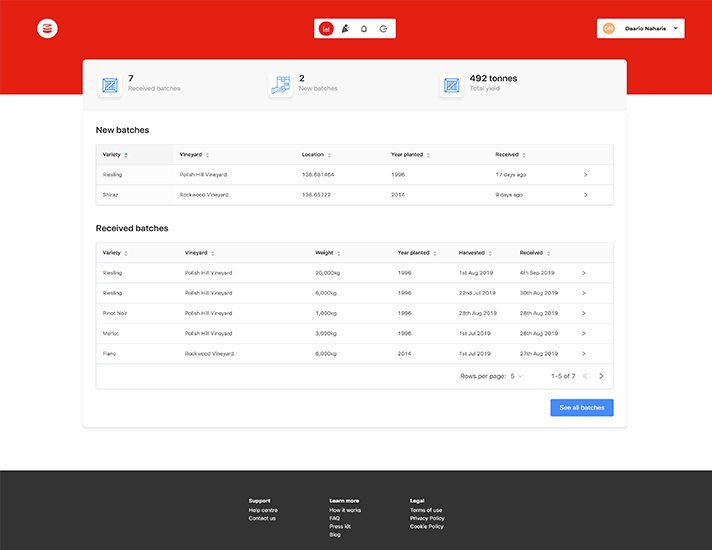 DN Daario Naharis
7 2 492 tonnes
Received batches New batches Total yield
New batches
Variety Vineyard Location Year planted Received
Riesling Polish Hill Vineyard 138.681464 1996 17 days ago
Shiraz Rockwood Vineyard 138.65722 2014 9 days ago
Received batches
Variety Vineyard Weight Year planted Harvested Received
Riesling Polish Hill Vineyard 20,000kg 1996 1st Aug 2019 4th Sep 2019
Riesling Polish Hill Vineyard 6,000kg 1996 22nd Jul 2019 30th Aug 2019
Pinot Noir Polish Hill Vineyard 1,000kg 1996 28th Aug 2019 28th Aug 2019
Merlot Polish Hill Vineyard 3,000kg 1996 1st Jul 2019 28th Aug 2019
Fiano Rockwood Vineyard 6,000kg 2014 1st Jul 2019 27th Aug 2019
Rows per page: 5 1-5 of 7
See all batches
Support Learn more Legal
Help centre How it works Terms of use
Contact us FAQ Privacy Policy
Press kit Cookie Policy
Blog